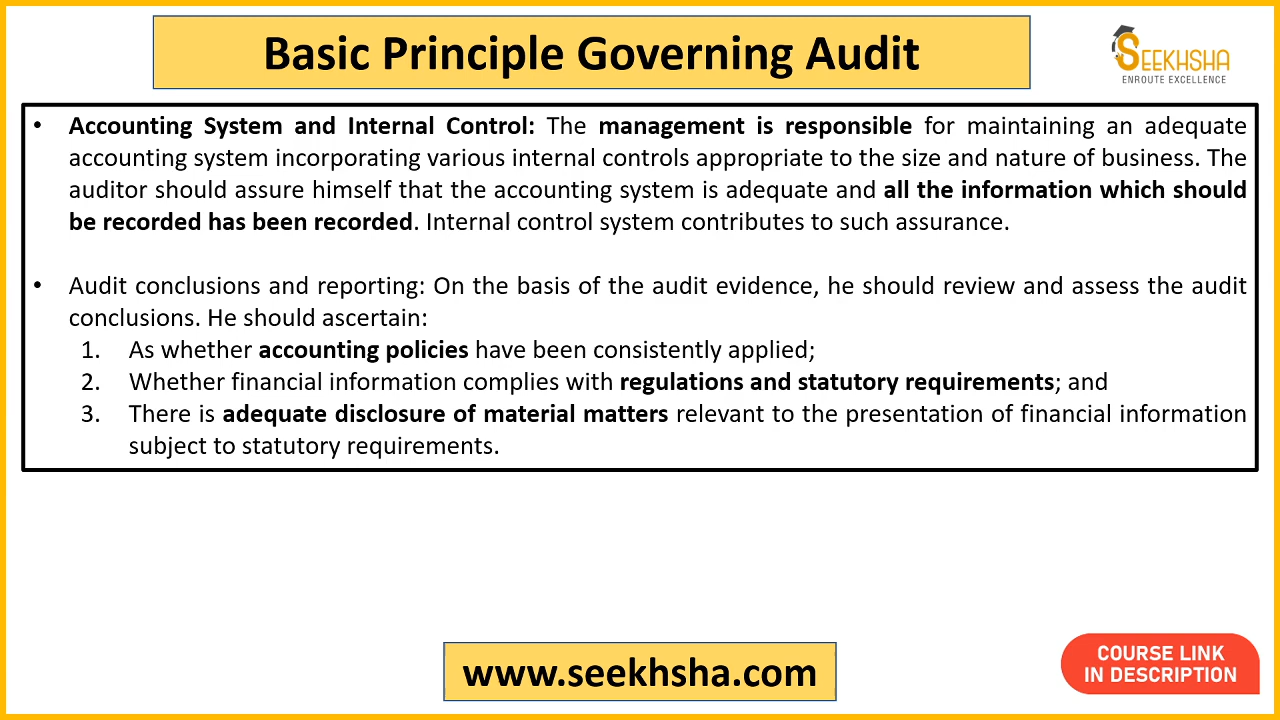 Basic Principle Governing Audit
SEEKHSHA
ENROUTE EXCELLENCE
• Accounting System and Internal Control: The management is responsible for maintaining an adequate
accounting system incorporating various internal controls appropriate to the size and nature of business. The
auditor should assure himself that the accounting system is adequate and all the information which should
be recorded has been recorded. Internal control system contributes to such assurance.
• Audit conclusions and reporting: On the basis of the audit evidence, he should review and assess the audit
conclusions. He should ascertain:
1. As whether accounting policies have been consistently applied;
2. Whether financial information complies with regulations and statutory requirements; and
3. There is adequate disclosure of material matters relevant to the presentation of financial information
subject to statutory requirements.
www.seekhsha.com
COURSE LINK
IN DESCRIPTION